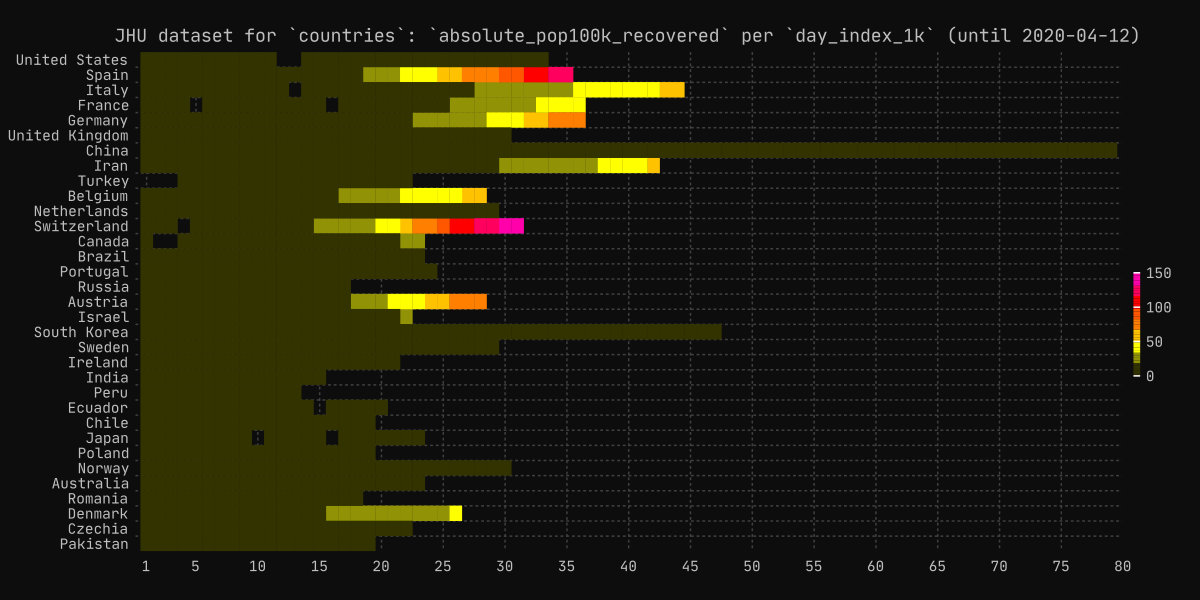 JHU dataset for `countries`: `absolute_pop100k_recovered` per `day_index_1k` (until 2020-04-12)
United States
Spain
Italy
France
Germany
United Kingdom
China
Iran
Turkey
Belgium
Netherlands
Switzerland
Canada
Brazil
Portugal
Russia
Austria
Israel
South Korea
Sweden
Ireland
India
Peru
Ecuador
Chile
Japan
Poland
Norway
Australia
Romania
Denmark
Czechia
Pakistan
1 5 10 15 20 25 30 35 40 45 50 55 60 65 70 75 80
150
100
50
0